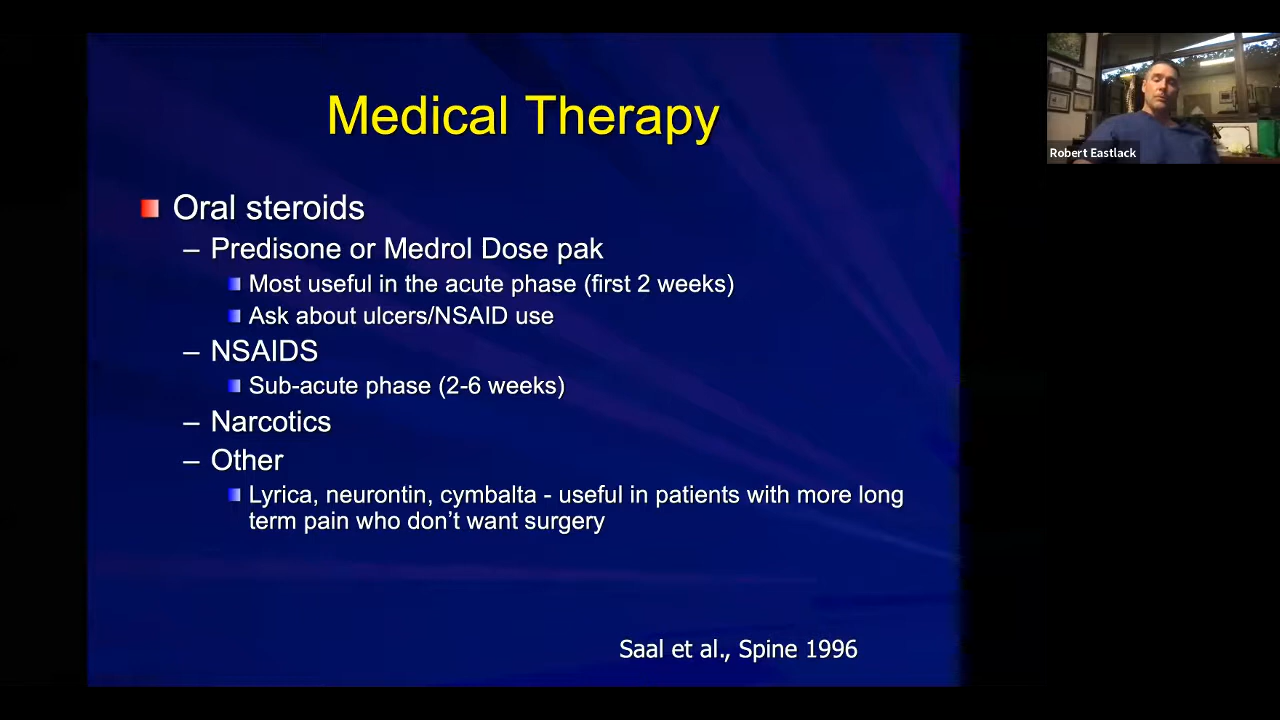 Medical Therapy
Oral steroids
– Predisone or Medrol Dose pak
Most useful in the acute phase (first 2 weeks)
Ask about ulcers/NSAID use
– NSAIDS
Sub-acute phase (2-6 weeks)
– Narcotics
– Other
Lyrica, neurontin, cymbalta - useful in patients with more long
term pain who don't want surgery
Saal et al., Spine 1996
Robert Eastlack